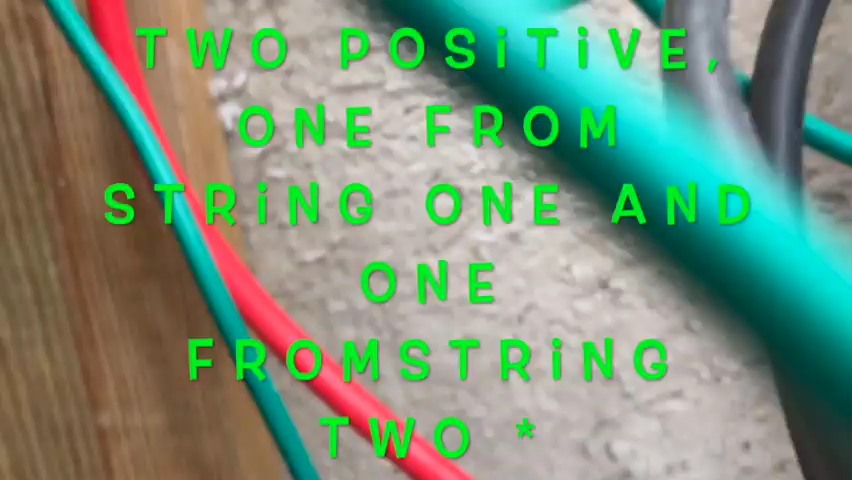 TWO POSiTiVE,
ONE FROM
STRiNG ONE AND
ONE
FROMSTRiNG
TWO *